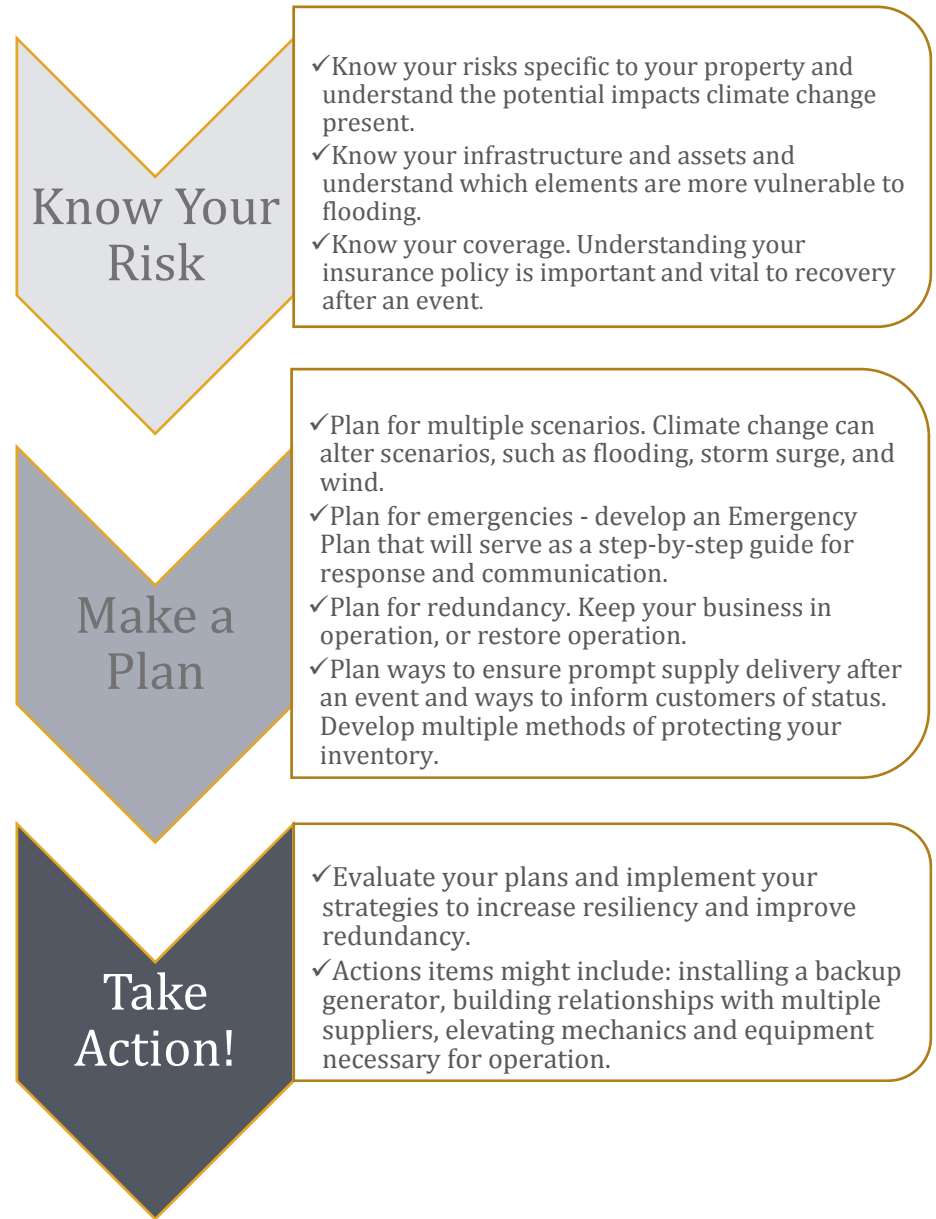 Know Your
Risk
✓Know your risks specific to your property and
understand the potential impacts climate change
present.
✓Know your infrastructure and assets and
understand which elements are more vulnerable to
flooding.
✓Know your coverage. Understanding your
insurance policy is important and vital to recovery
after an event.
Make a
Plan
✓Plan for multiple scenarios. Climate change can
alter scenarios, such as flooding, storm surge, and
wind.
✓Plan for emergencies - develop an Emergency
Plan that will serve as a step-by-step guide for
response and communication.
✓Plan for redundancy. Keep your business in
operation, or restore operation.
✓Plan ways to ensure prompt supply delivery after
an event and ways to inform customers of status.
Develop multiple methods of protecting your
inventory.
Take
Action!
✓Evaluate your plans and implement your
strategies to increase resiliency and improve
redundancy.
✓Actions items might include: installing a backup
generator, building relationships with multiple
suppliers, elevating mechanics and equipment
necessary for operation.